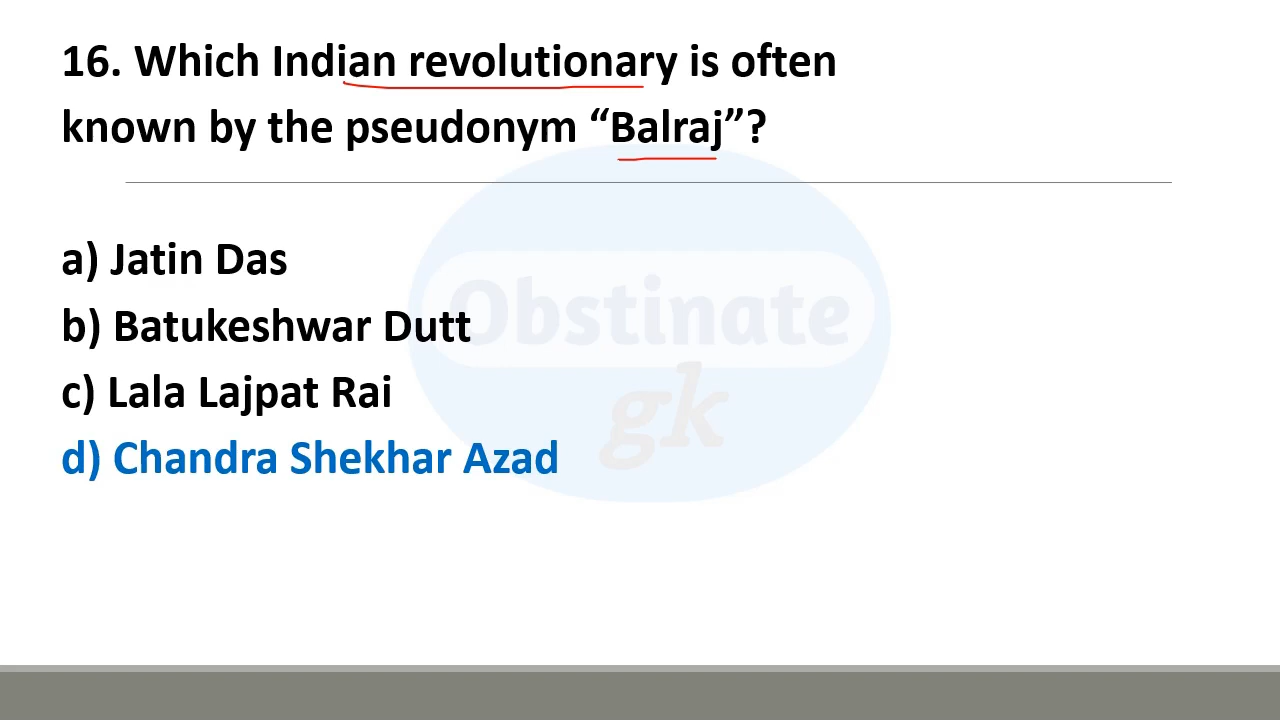 16. Which Indian revolutionary is often
known by the pseudonym “Balraj”?
a) Jatin Das
b) Batukeshwar Dutt
c) Lala Lajpat Rai
d) Chandra Shekhar Azad
Obstinate
gk